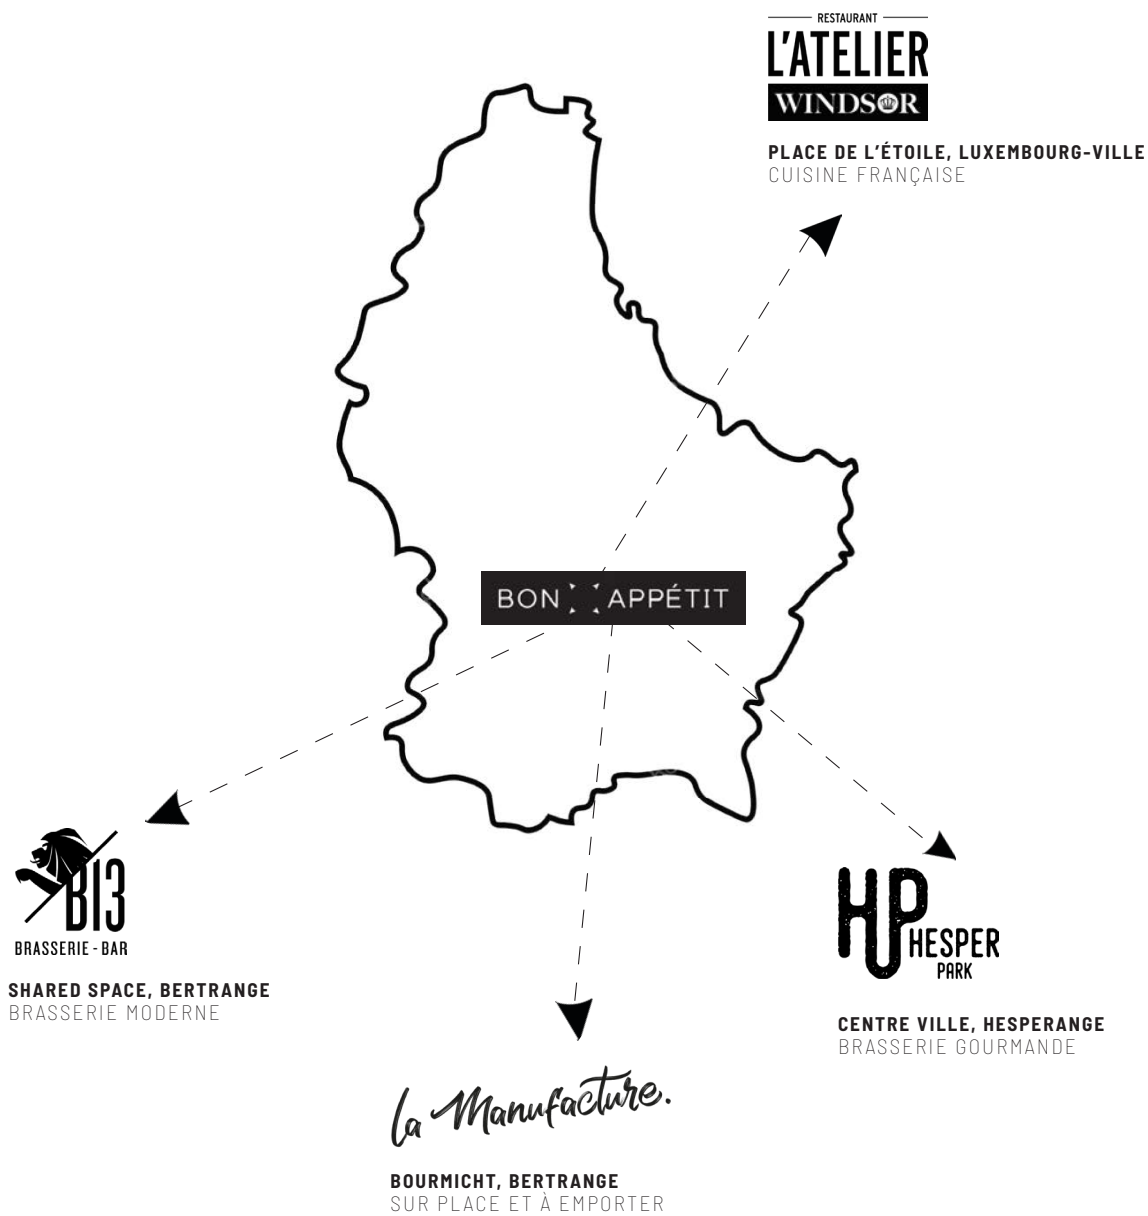 RESTAURANT
L'ATELIER
WINDSOR
PLACE DE L'ÉTOILE, LUXEMBOURG-VILLE
CUISINE FRANÇAISE
BON APPÉTIT
B13
BRASSERIE - BAR
SHARED SPACE, BERTRANGE
BRASSERIE MODERNE
HP
HESPER
PARK
CENTRE VILLE, HESPERANGE
BRASSERIE GOURMANDE
la Manufacture.
BOURMICHT, BERTRANGE
SUR PLACE ET À EMPORTER